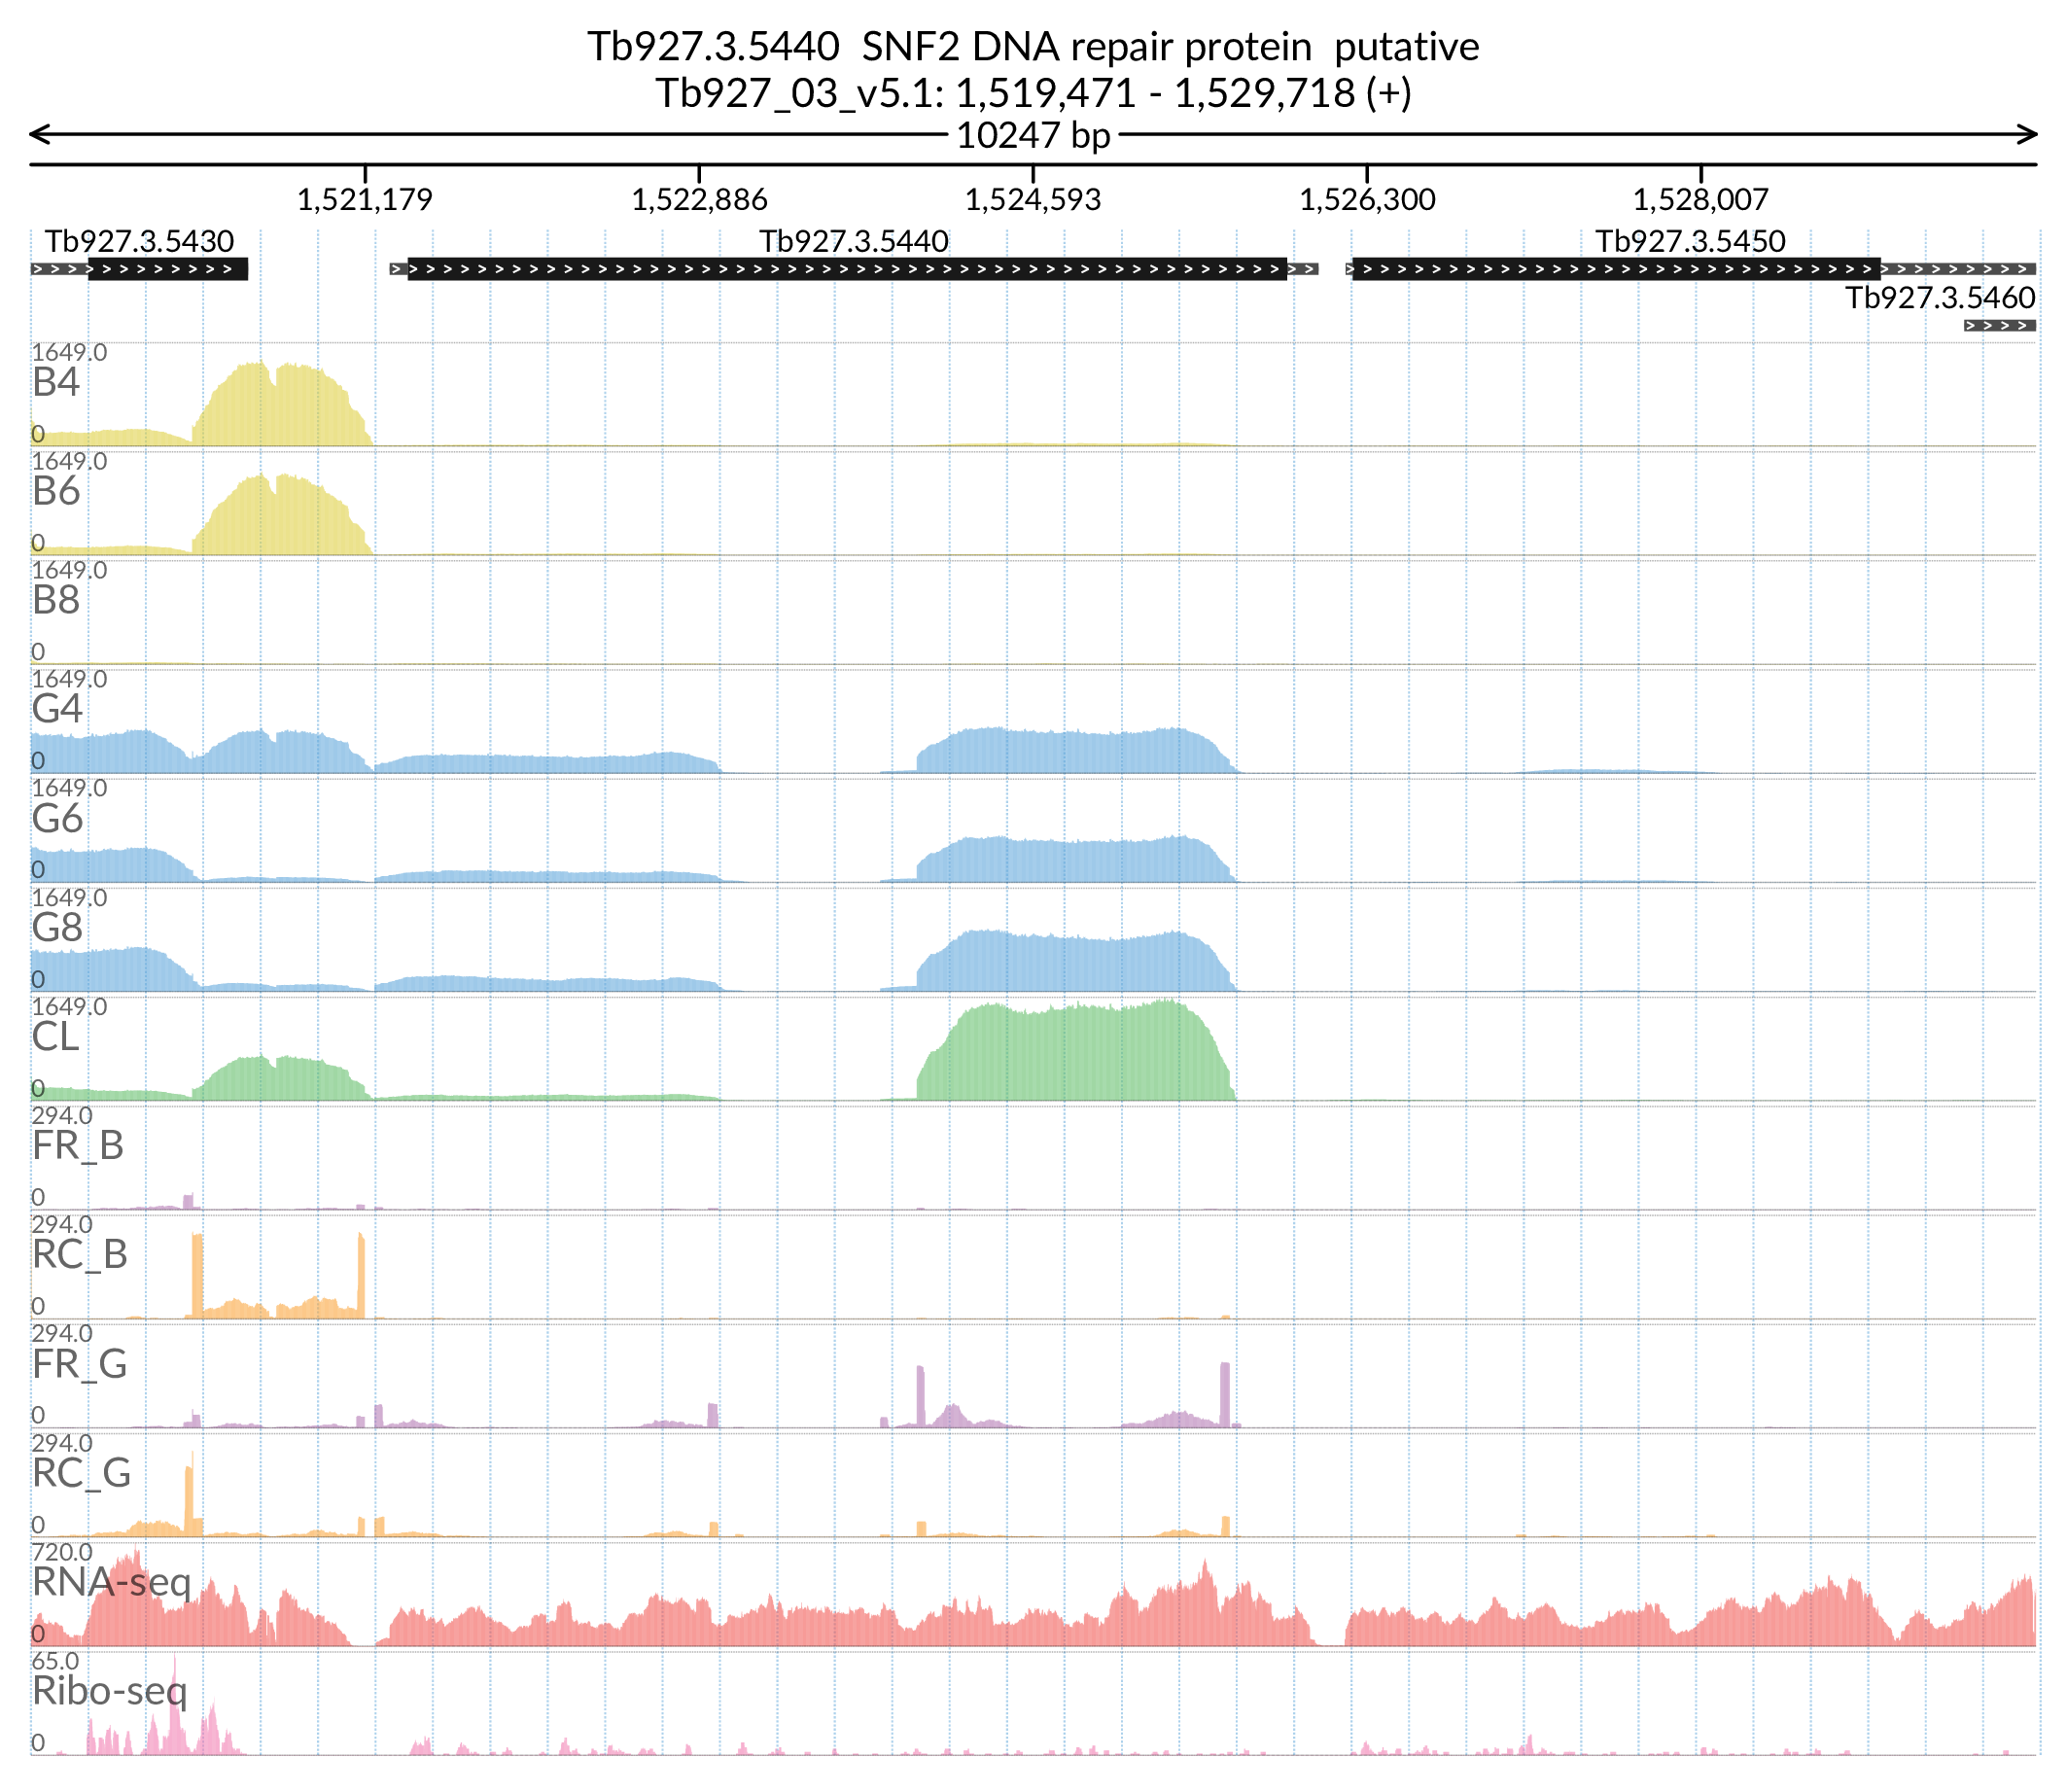 Tb927.3.5440  SNF2 DNA repair protein  putative
Tb927_03_v5.1: 1,519,471 - 1,529,718 (+)
10247 bp
1,521,179 1,522,886 1,524,593 1,526,300 1,528,007
Tb927.3.5430 Tb927.3.5440 Tb927.3.5450
Tb927.3.5460
1649.0
B4
0
1649.0
B6
0
1649.0
B8
0
1649.0
G4
0
1649.0
G6
0
1649.0
G8
0
1649.0
CL
0
294.0
FR_B
0
294.0
RC_B
0
294.0
FR_G
0
294.0
RC_G
0
720.0
RNA-seq
0
65.0
Ribo-seq
0